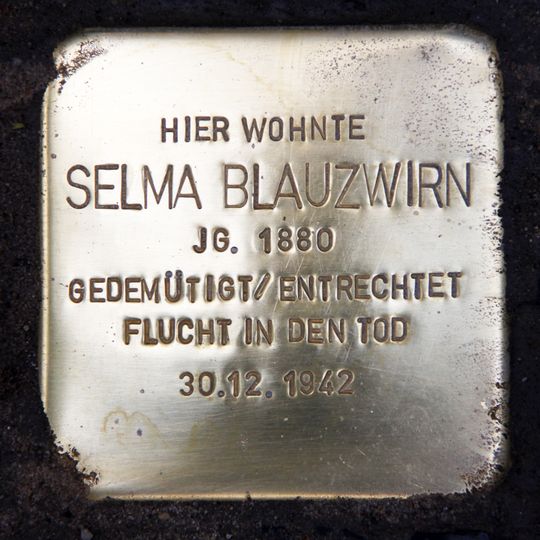 HIER WOHNTE
SELMA BLAUZWIRN
JG. 1880
GEDEMÜTIGT/ENTRECHTET
FLUCHT IN DEN TOD
30.12. 1942